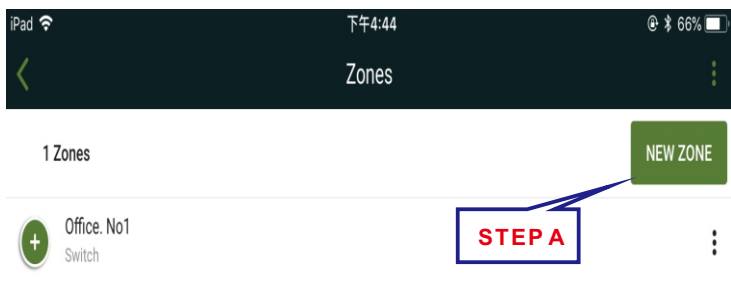 iPad 下午4:44 66%
Zones
1 Zones NEW ZONE
Office. No1
Switch
STEP A